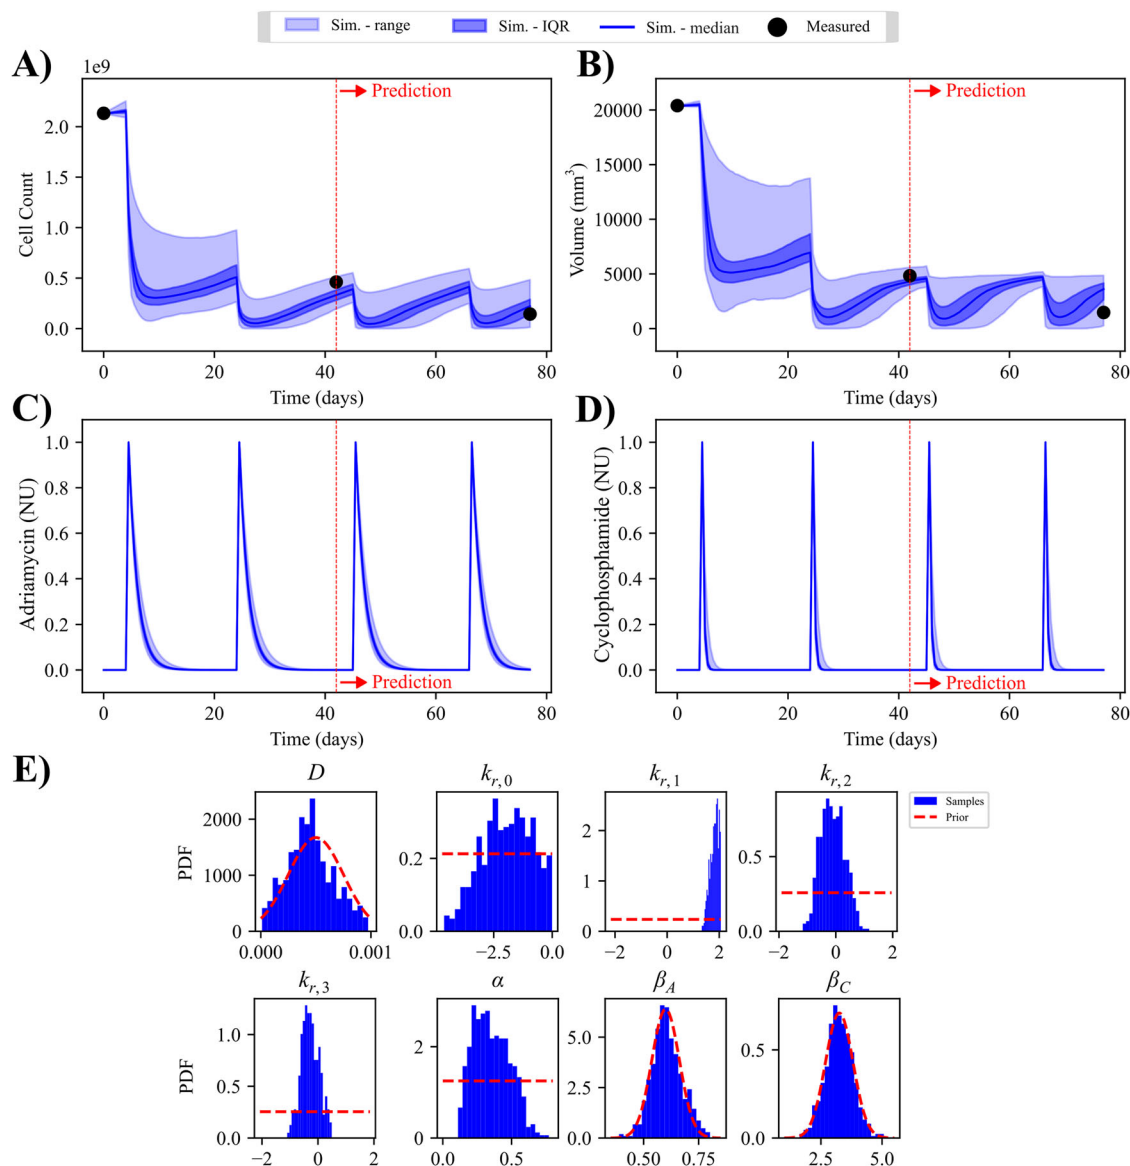 Sim. - range Sim. - IQR Sim. - median Measured
A) B)
1e9
Prediction Prediction
2.0
1.5
1.0
0.5
0.0
Cell Count
0 20 40 60 80
Time (days)
20000
15000
10000
5000
0
Volume (mm³)
0 20 40 60 80
Time (days)
C) D)
1.0
0.8
0.6
0.4
0.2
0.0
Adriamycin (NU)
Prediction
0 20 40 60 80
Time (days)
1.0
0.8
0.6
0.4
0.2
0.0
Cyclophosphamide (NU)
Prediction
0 20 40 60 80
Time (days)
E)
D
PDF
2000
1000
0
0.000 0.001
k_{r,0}
0.2
0.0
−2.5 0.0
k_{r,1}
2
1
0
−2 0 2
k_{r,2}
0.5
0.0
−2 0 2
Samples
Prior
k_{r,3}
PDF
1.0
0.5
0.0
−2 0 2
α
2
0
0.0 0.5
β_A
5.0
2.5
0.0
0.50 0.75
β_C
0.5
0.0
2.5 5.0